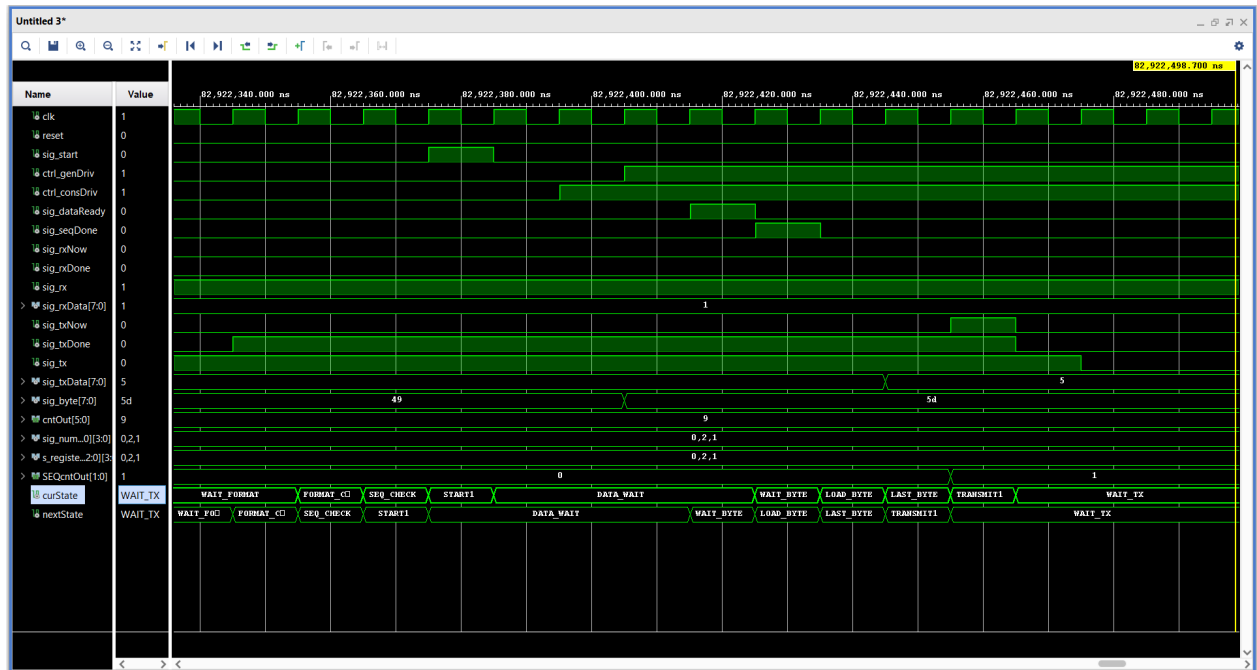 Untitled 3*
82,922,498.700 ns
Name Value
82,922,340.000 ns 82,922,360.000 ns 82,922,380.000 ns 82,922,400.000 ns 82,922,420.000 ns 82,922,440.000 ns 82,922,460.000 ns 82,922,480.000 ns
clk 1
reset 0
sig_start 0
ctrl_genDriv 1
ctrl_consDriv 1
sig_dataReady 0
sig_seqDone 0
sig_rxNow 0
sig_rxDone 0
sig_rx 1
sig_rxData[7:0] 1 1
sig_txNow 0
sig_txDone 0
sig_tx 0
sig_txData[7:0] 5 5
sig_byte[7:0] 5d 49 5d
cntOut[5:0] 9 9
sig_num...0][3:0] 0,2,1 0,2,1
s_registe...2:0][3: 0,2,1 0,2,1
SEQcntOut[1:0] 1 0 1
curState WAIT_TX WAIT_FORMAT FORMAT_C□ SEQ_CHECK START1 DATA_WAIT WAIT_BYTE LOAD_BYTE LAST_BYTE TRANSMIT1 WAIT_TX
nextState WAIT_TX WAIT_FO□ FORMAT_C□ SEQ_CHECK START1 DATA_WAIT WAIT_BYTE LOAD_BYTE LAST_BYTE TRANSMIT1 WAIT_TX